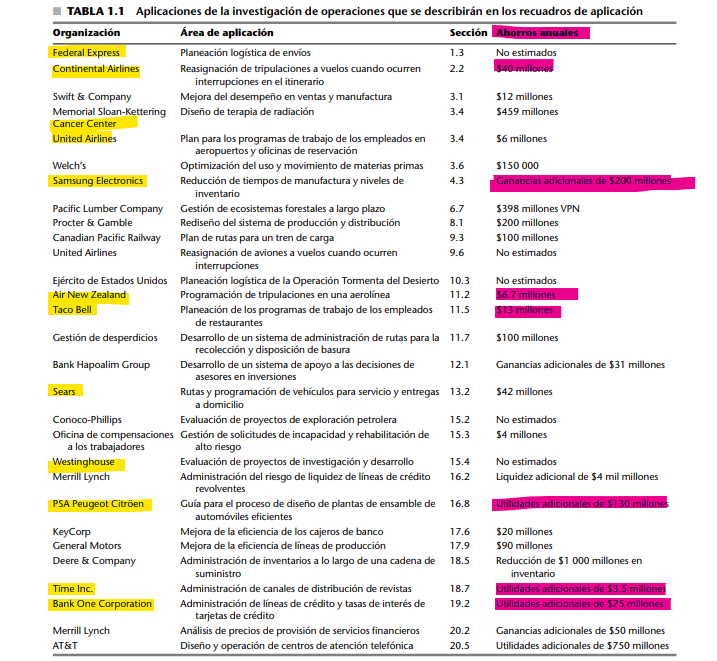 TABLA 1.1 Aplicaciones de la investigación de operaciones que se describirán en los recuadros de aplicación
Organización Área de aplicación Sección Ahorros anuales
Federal Express Planeación logística de envíos 1.3 No estimados
Continental Airlines Reasignación de tripulaciones a vuelos cuando ocurren 2.2 $40 millones
interrupciones en el itinerario
Swift & Company Mejora del desempeño en ventas y manufactura 3.1 $12 millones
Memorial Sloan-Kettering Diseño de terapia de radiación 3.4 $459 millones
Cancer Center
United Airlines Plan para los programas de trabajo de los empleados en 3.4 $6 millones
aeropuertos y oficinas de reservación
Welch's Optimización del uso y movimiento de materias primas 3.6 $150 000
Samsung Electronics Reducción de tiempos de manufactura y niveles de 4.3 Ganancias adicionales de $200 millones
inventario
Pacific Lumber Company Gestión de ecosistemas forestales a largo plazo 6.7 $398 millones VPN
Procter & Gamble Rediseño del sistema de producción y distribución 8.1 $200 millones
Canadian Pacific Railway Plan de rutas para un tren de carga 9.3 $100 millones
United Airlines Reasignación de aviones a vuelos cuando ocurren 9.6 No estimados
interrupciones
Ejército de Estados Unidos Planeación logística de la Operación Tormenta del Desierto 10.3 No estimados
Air New Zealand Programación de tripulaciones en una aerolínea 11.2 $6.7 millones
Taco Bell Planeación de los programas de trabajo de los empleados 11.5 $13 millones
de restaurantes
Gestión de desperdicios Desarrollo de un sistema de administración de rutas para la 11.7 $100 millones
recolección y disposición de basura
Bank Hapoalim Group Desarrollo de un sistema de apoyo a las decisiones de 12.1 Ganancias adicionales de $31 millones
asesores en inversiones
Sears Rutas y programación de vehículos para servicio y entregas 13.2 $42 millones
a domicilio
Conoco-Phillips Evaluación de proyectos de exploración petrolera 15.2 No estimados
Oficina de compensaciones Gestión de solicitudes de incapacidad y rehabilitación de 15.3 $4 millones
a los trabajadores alto riesgo
Westinghouse Evaluación de proyectos de investigación y desarrollo 15.4 No estimados
Merrill Lynch Administración del riesgo de liquidez de líneas de crédito 16.2 Liquidez adicional de $4 mil millones
revolventes
PSA Peugeot Citröen Guía para el proceso de diseño de plantas de ensamble de 16.8 Utilidades adicionales de $130 millones
automóviles eficientes
KeyCorp Mejora de la eficiencia de los cajeros de banco 17.6 $20 millones
General Motors Mejora de la eficiencia de líneas de producción 17.9 $90 millones
Deere & Company Administración de inventarios a lo largo de una cadena de 18.5 Reducción de $1 000 millones en
suministro inventario
Time Inc. Administración de canales de distribución de revistas 18.7 Utilidades adicionales de $3.5 millones
Bank One Corporation Administración de líneas de crédito y tasas de interés de 19.2 Utilidades adicionales de $75 millones
tarjetas de crédito
Merrill Lynch Análisis de precios de provisión de servicios financieros 20.2 Ganancias adicionales de $50 millones
AT&T Diseño y operación de centros de atención telefónica 20.5 Utilidades adicionales de $750 millones